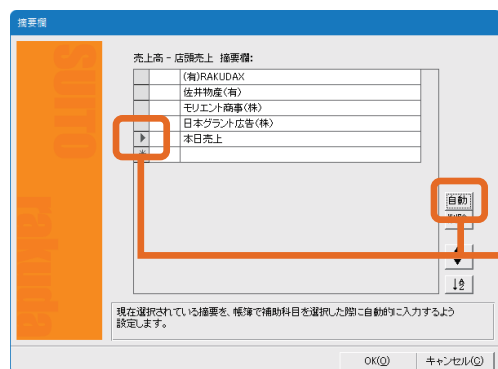 摘要欄
売上高 - 店頭売上 摘要欄:
(有)RAKUDAX
佐井物産(有)
モリエント商事(株)
日本グラント広告(株)
本日売上
*
SUITO
rakuda
自動
現在選択されている摘要を、帳簿で補助科目を選択した際に自動的に入力するよう
設定します。
OK(O)
キャンセル(C)